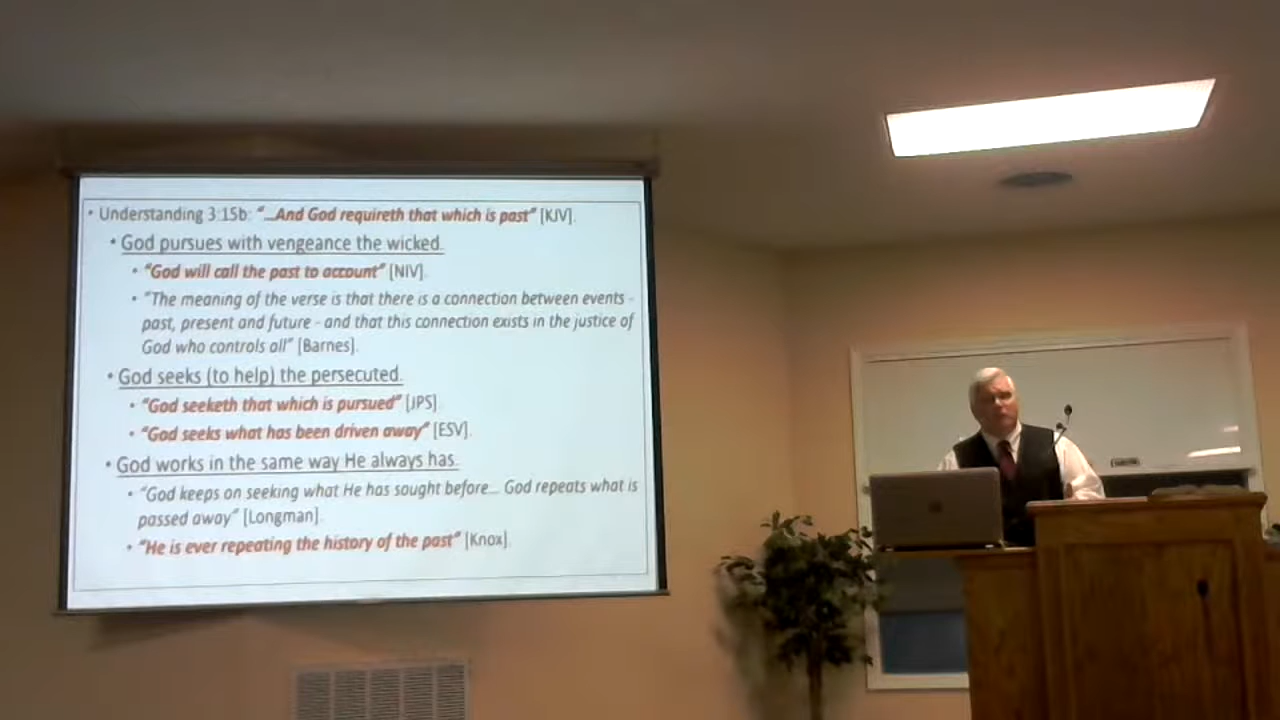 • Understanding 3:15b: "...And God requireth that which is past" [KJV].
• God pursues with vengeance the wicked.
• "God will call the past to account" [NIV].
• "The meaning of the verse is that there is a connection between events -
past, present and future - and that this connection exists in the justice of
God who controls all" [Barnes].
• God seeks (to help) the persecuted.
• "God seeketh that which is pursued" [JPS].
• "God seeks what has been driven away" [ESV].
• God works in the same way He always has.
• "God keeps on seeking what He has sought before... God repeats what is
passed away" [Longman].
• "He is ever repeating the history of the past" [Knox].